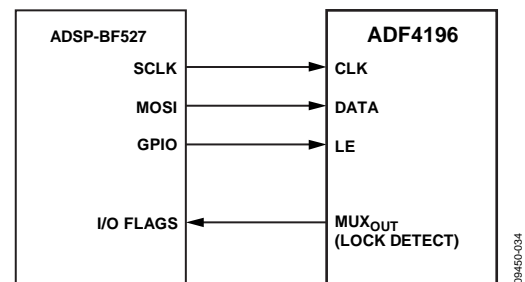 ADSP-BF527
ADF4196
SCLK
CLK
MOSI
DATA
GPIO
LE
I/O FLAGS
MUXOUT
(LOCK DETECT)
09450-034